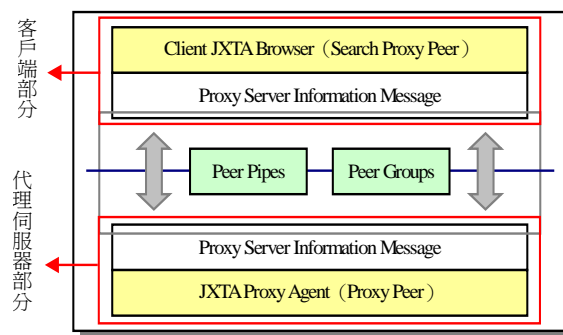 客戶端部分
Client JXTA Browser（Search Proxy Peer）
Proxy Server Information Message
Peer Pipes
Peer Groups
代理伺服器部分
Proxy Server Information Message
JXTA Proxy Agent（Proxy Peer）